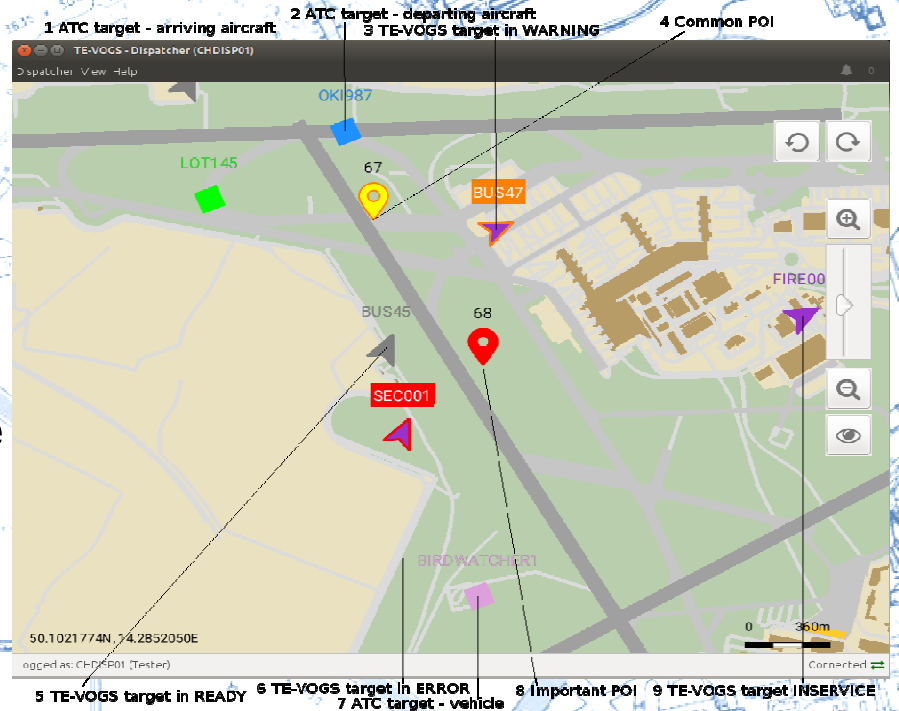 2 ATC target - departing aircraft
1 ATC target - arriving aircraft
3 TE-VOGS target in WARNING
4 Common POI
TE-VOGS - Dispatcher (CHDISP01)
Dispatcher View Help
0
OKI987
LOT145
67
BUS47
FIRE00
BUS45
68
SEC001
BIRDWATCHER1
50.1021774N, 14.2852050E
0 360m
ogged as: CHDISP01 (Tester)
Connected
5 TE-VOGS target in READY
6 TE-VOGS target in ERROR
7 ATC target - vehicle
8 Important POI
9 TE-VOGS target INSERVICE